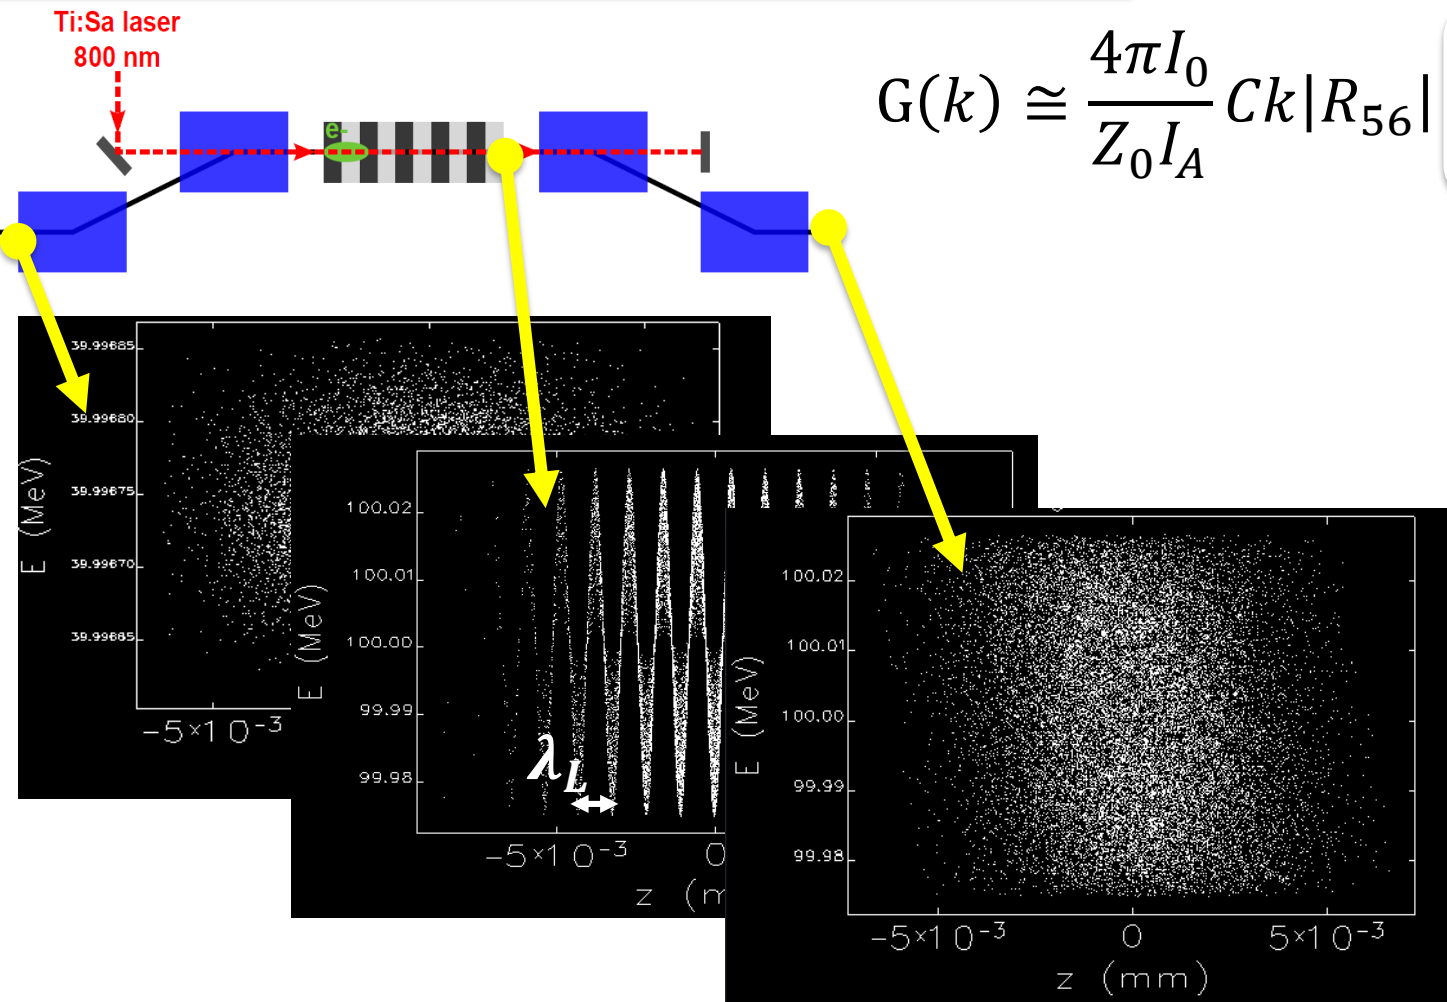 Ti:Sa laser
800 nm
G(k) ≅ 4πI₀ / Z₀I_A Ck|R₅₆|
e-
39.99685
39.99680
39.99675
39.99670
39.99665
E (MeV)
−5×10⁻³
100.02
100.01
100.00
99.99
99.98
E (MeV)
λ_L
−5×10⁻³ 0
z (m
100.02
100.01
100.00
99.99
99.98
E (MeV)
−5×10⁻³ 0 5×10⁻³
z (mm)